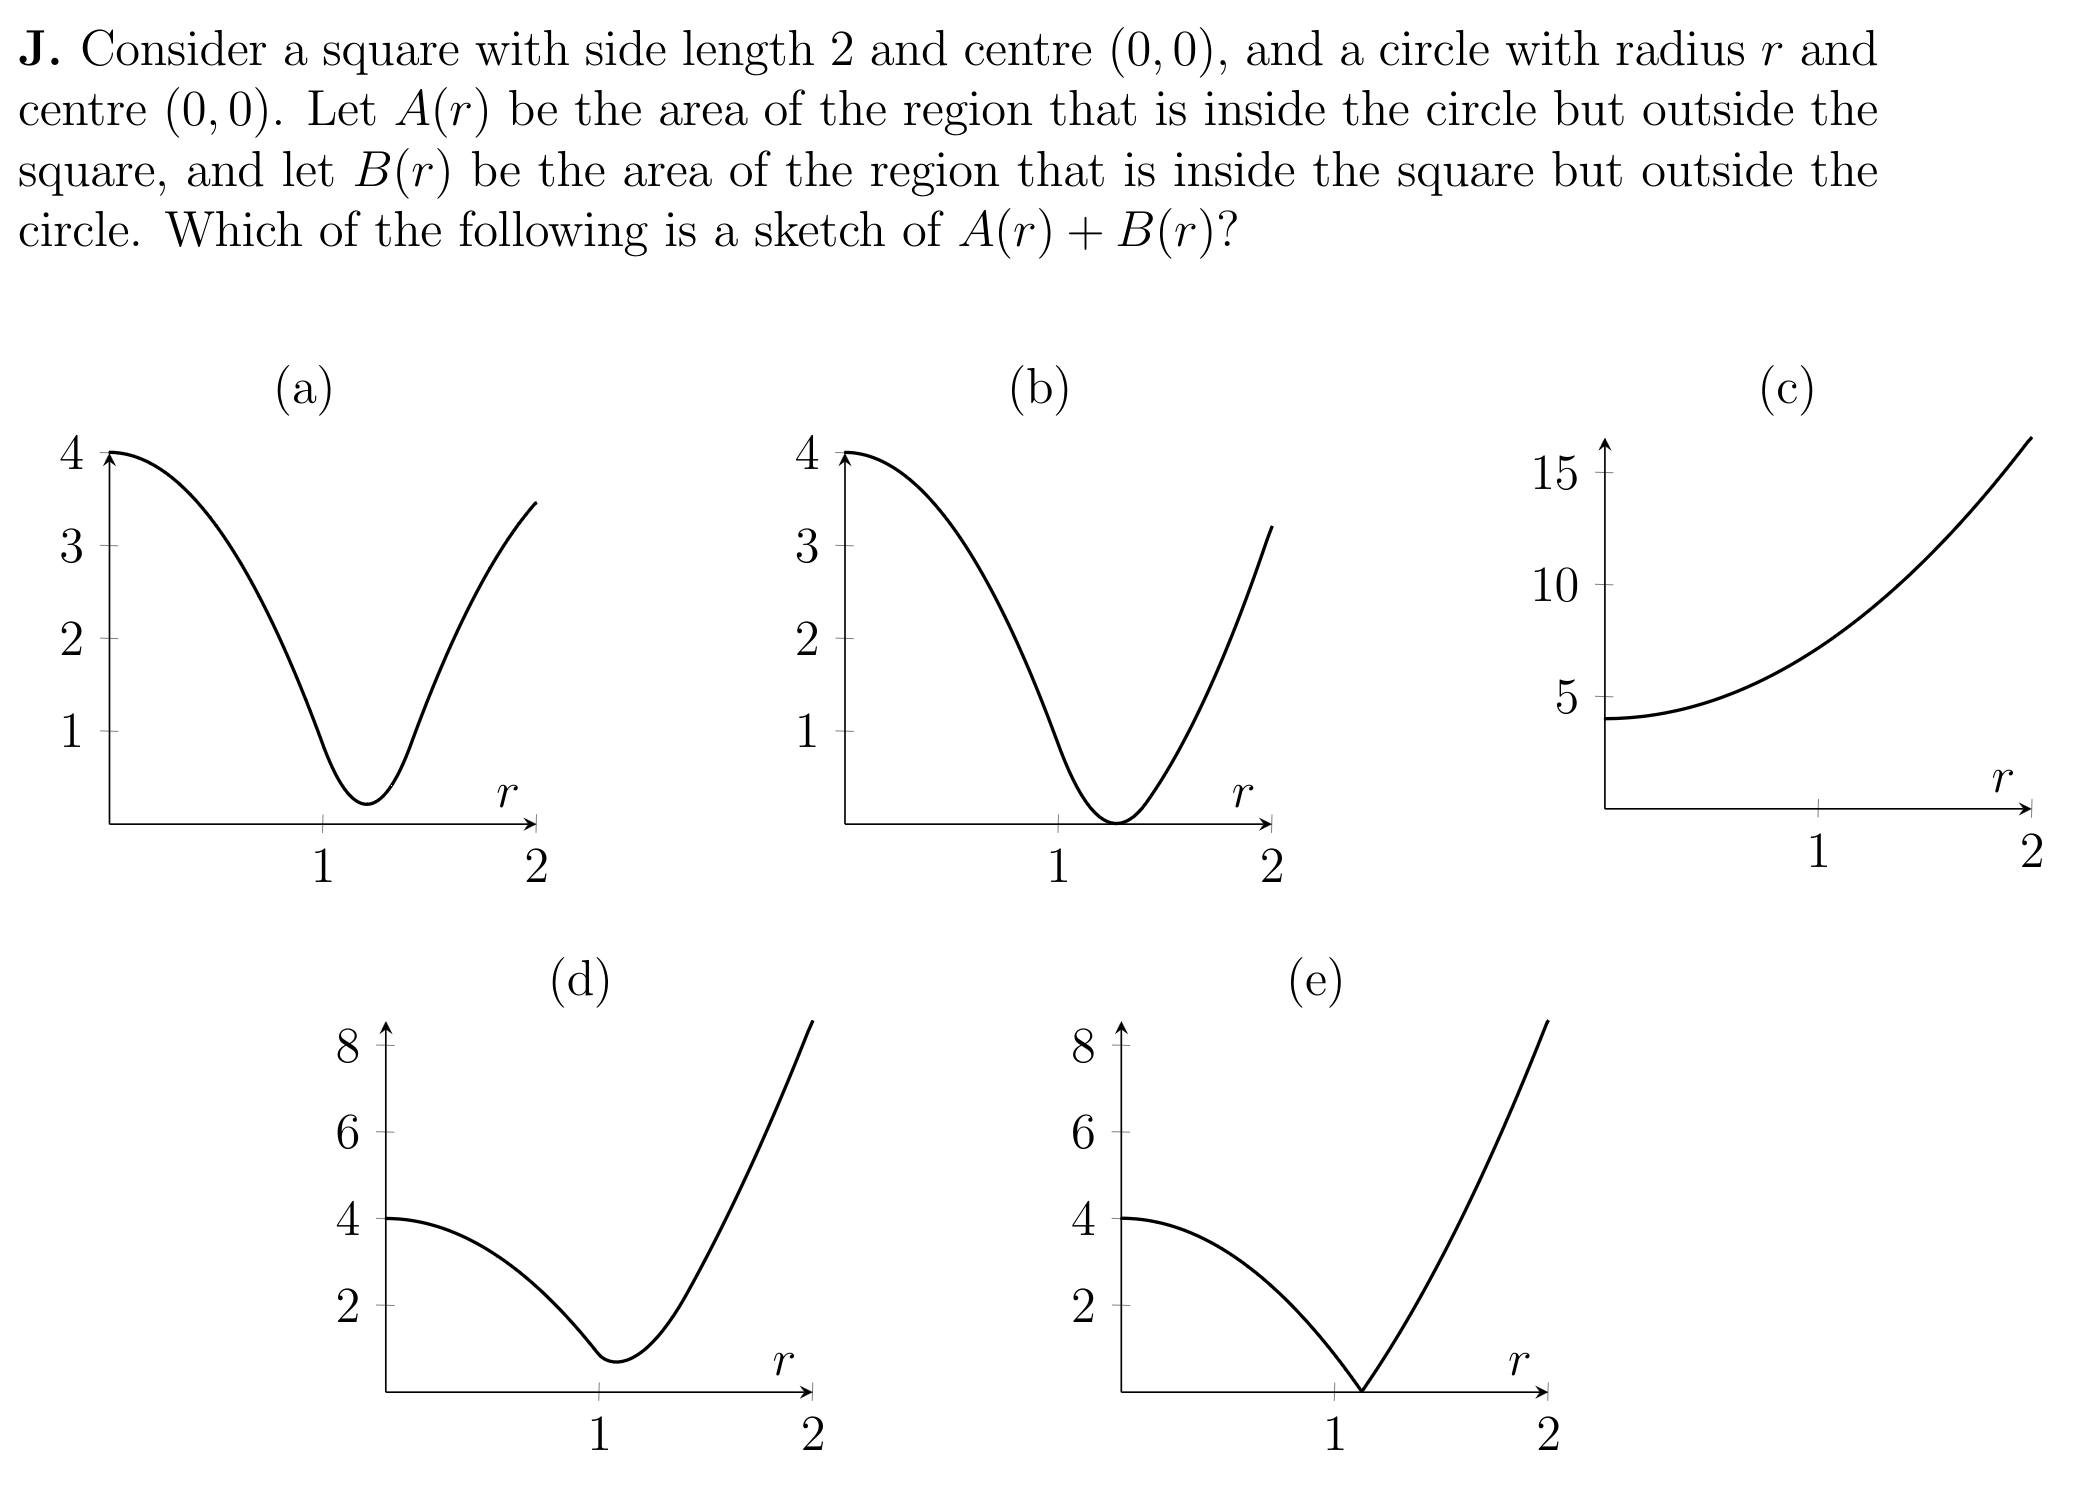 J. Consider a square with side length 2 and centre (0, 0), and a circle with radius r and
centre (0, 0). Let A(r) be the area of the region that is inside the circle but outside the
square, and let B(r) be the area of the region that is inside the square but outside the
circle. Which of the following is a sketch of A(r) + B(r)?
(a)
4
3
2
1
r
1
2
(b)
4
3
2
1
r
1
2
(c)
15
10
5
r
1
2
(d)
8
6
4
2
r
1
2
(e)
8
6
4
2
r
1
2